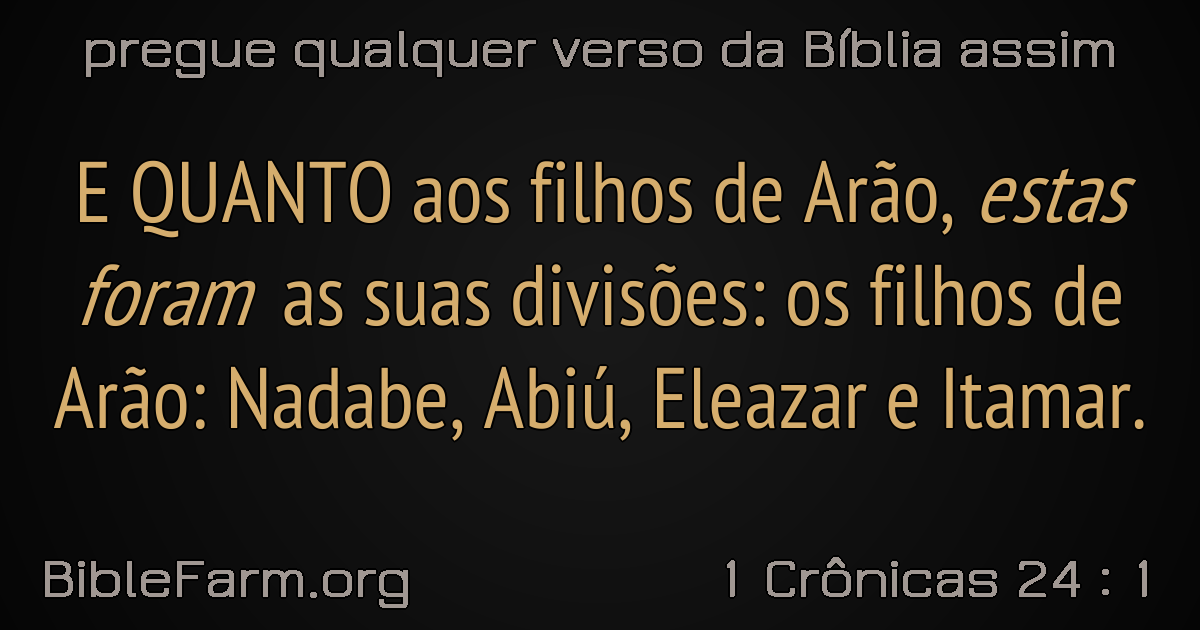 pregue qualquer verso da Bíblia assim
E QUANTO aos filhos de Arão, estas
foram as suas divisões: os filhos de
Arão: Nadabe, Abiú, Eleazar e Itamar.
BibleFarm.org
1 Crônicas 24 : 1